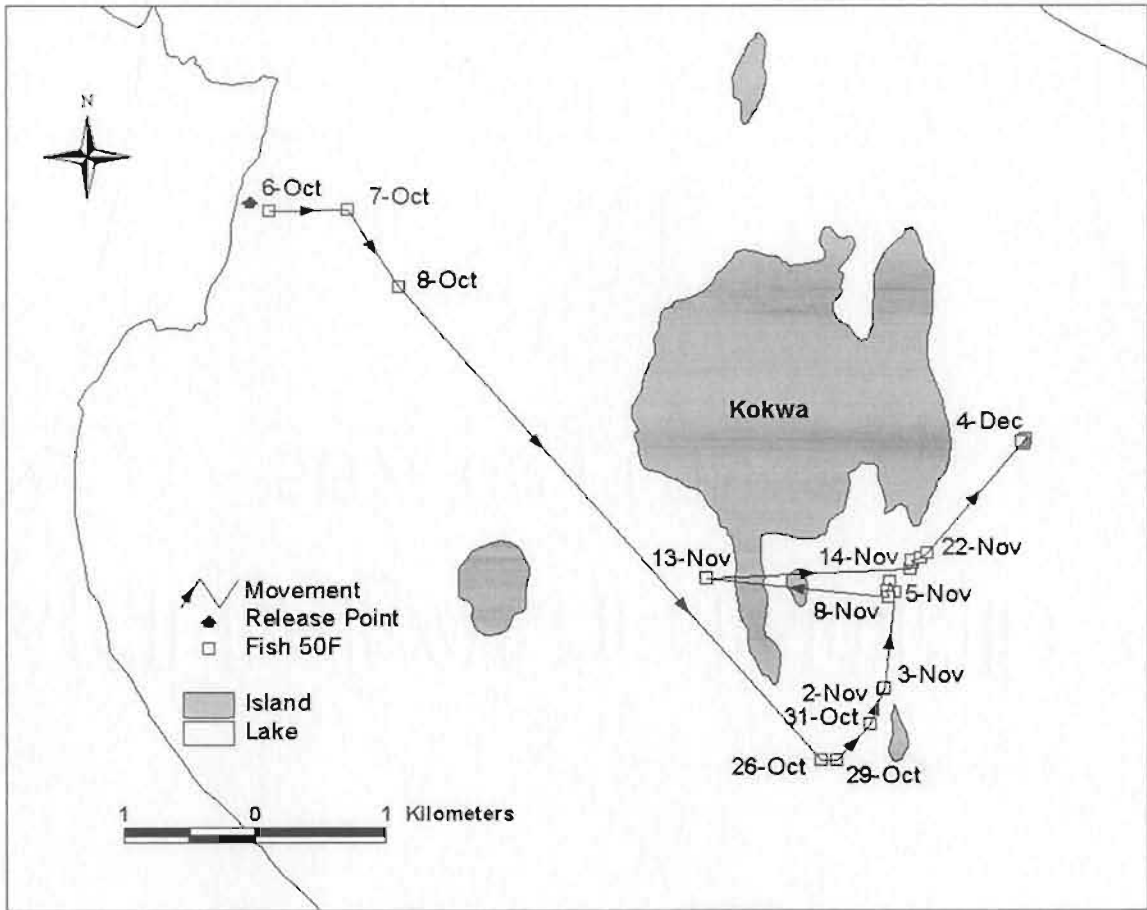 N
6-Oct
7-Oct
8-Oct
Kokwa
4-Dec
13-Nov
14-Nov
22-Nov
5-Nov
8-Nov
Movement
Release Point
Fish 50F
Island
Lake
3-Nov
2-Nov
31-Oct
26-Oct
29-Oct
1 0 1 Kilometers